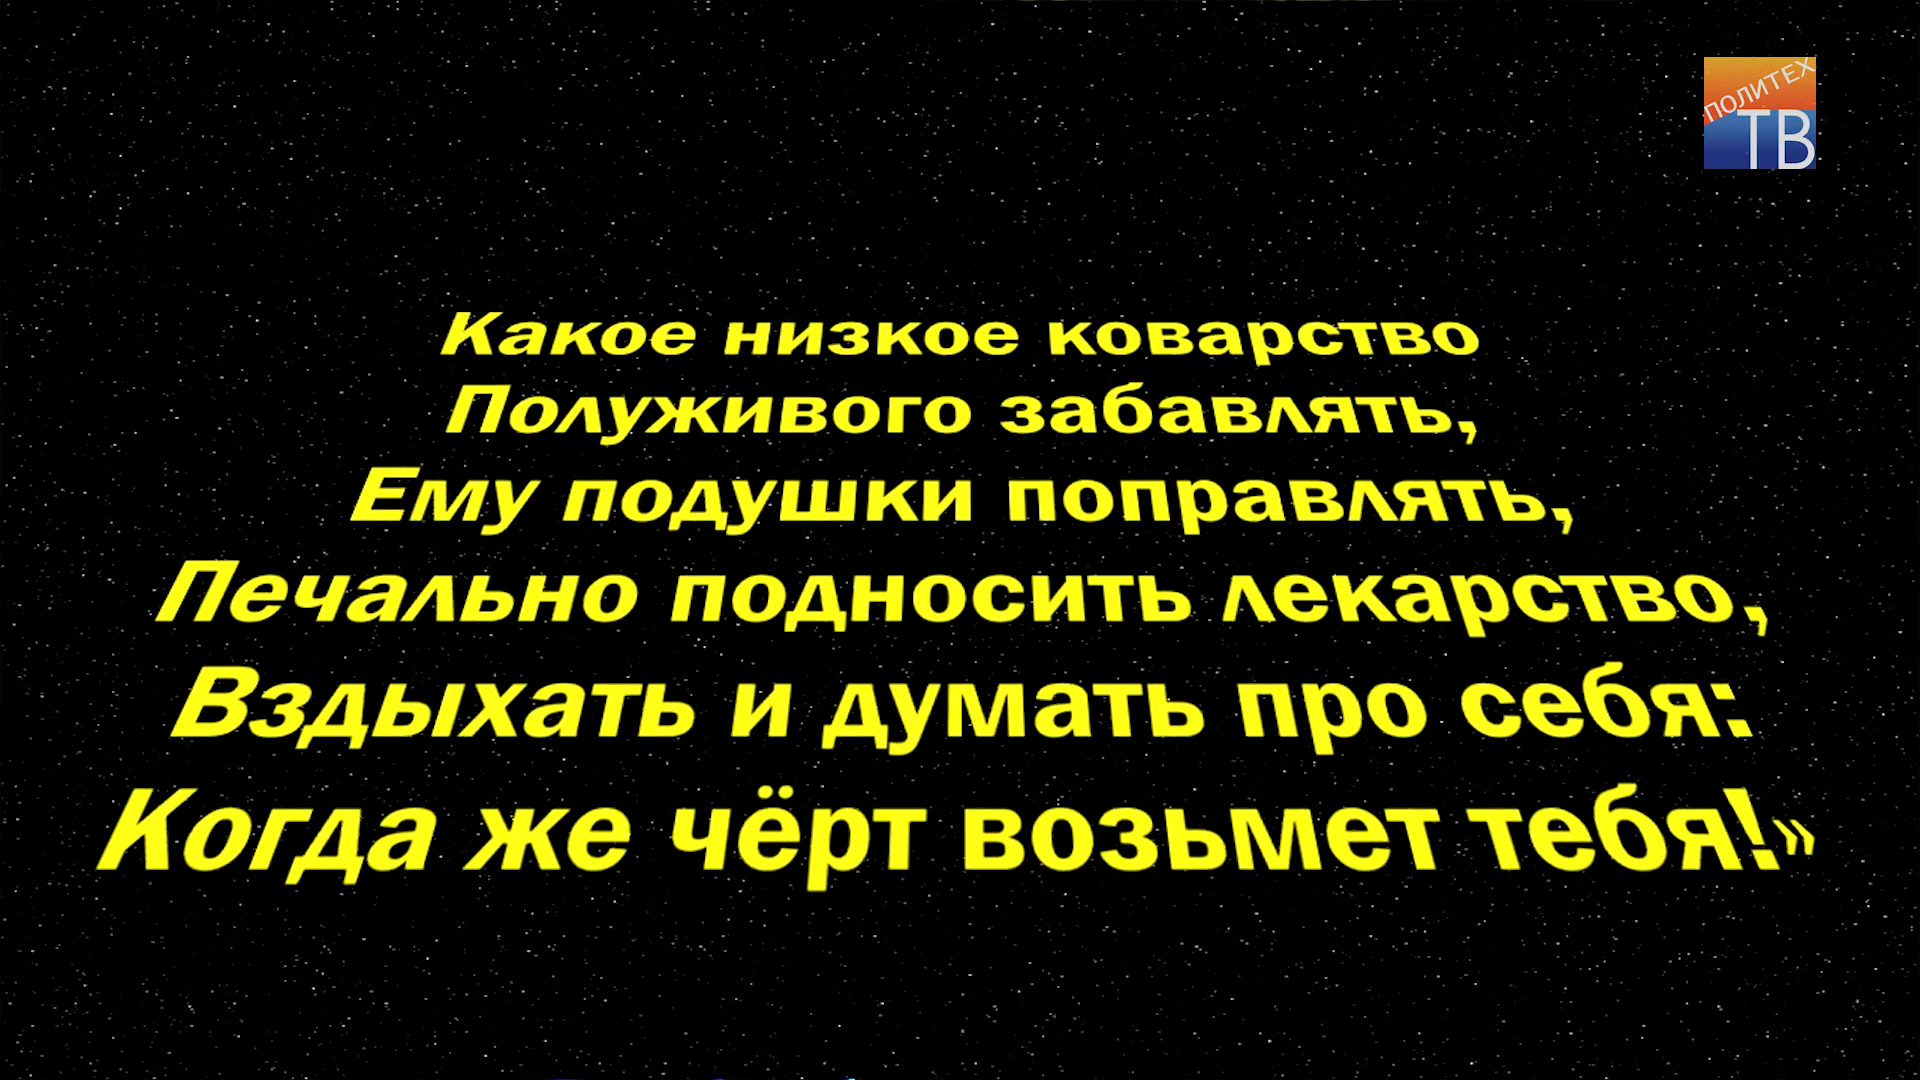 ПОЛИТЕХ
ТВ
Какое низкое коварство
Полуживого забавлять,
Ему подушки поправлять,
Печально подносить лекарство,
Вздыхать и думать про себя:
Когда же чёрт возьмет тебя!»